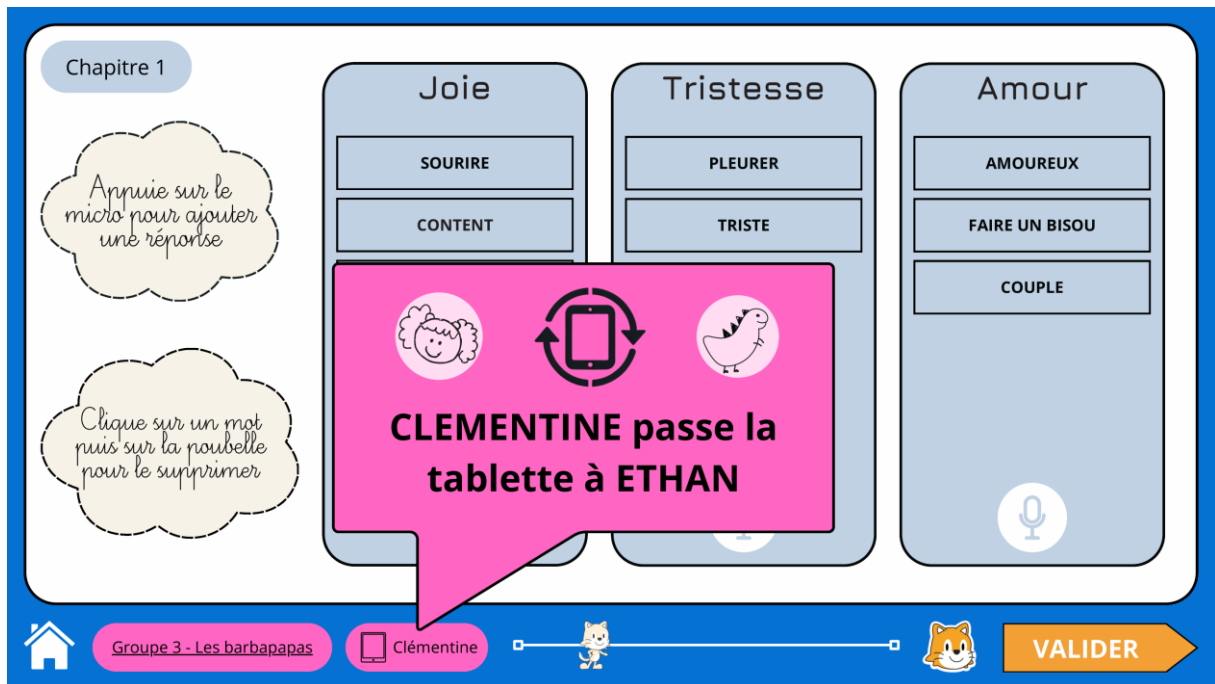 Chapitre 1
Appuie sur le
micro pour ajouter
une réponse
Clique sur un mot
puis sur la poubelle
pour le supprimer
Joie
SOURIRE
CONTENT
Tristesse
PLEURER
TRISTE
Amour
AMOUREUX
FAIRE UN BISOU
COUPLE
CLEMENTINE passe la
tablette à ETHAN
Groupe 3 - Les barbapapas
Clémentine
VALIDER